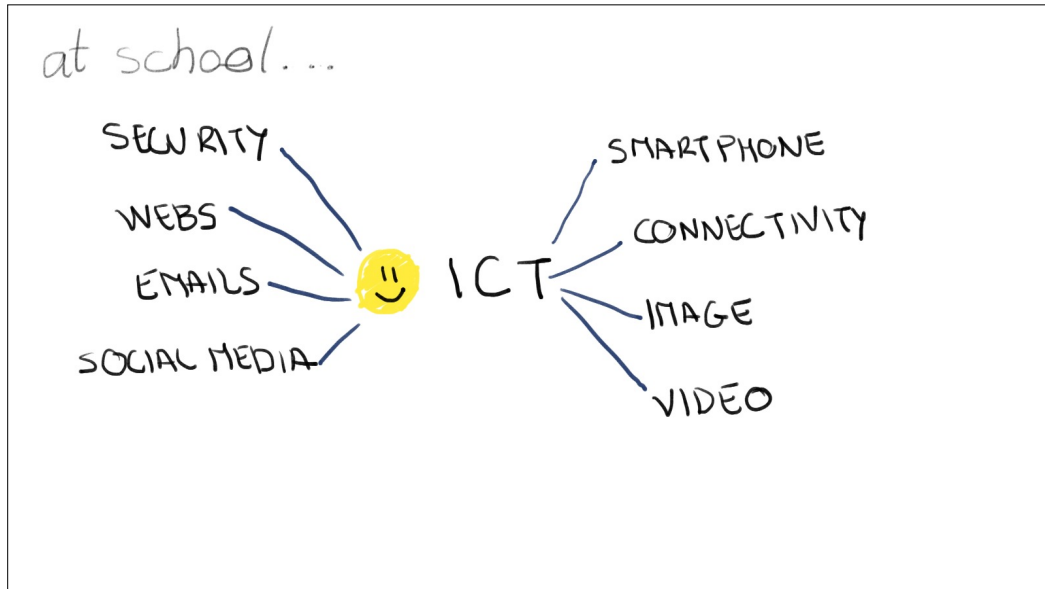 at school...
SECURITY
WEBS
EMAILS
SOCIAL MEDIA
ICT
SMARTPHONE
CONNECTIVITY
IMAGE
VIDEO